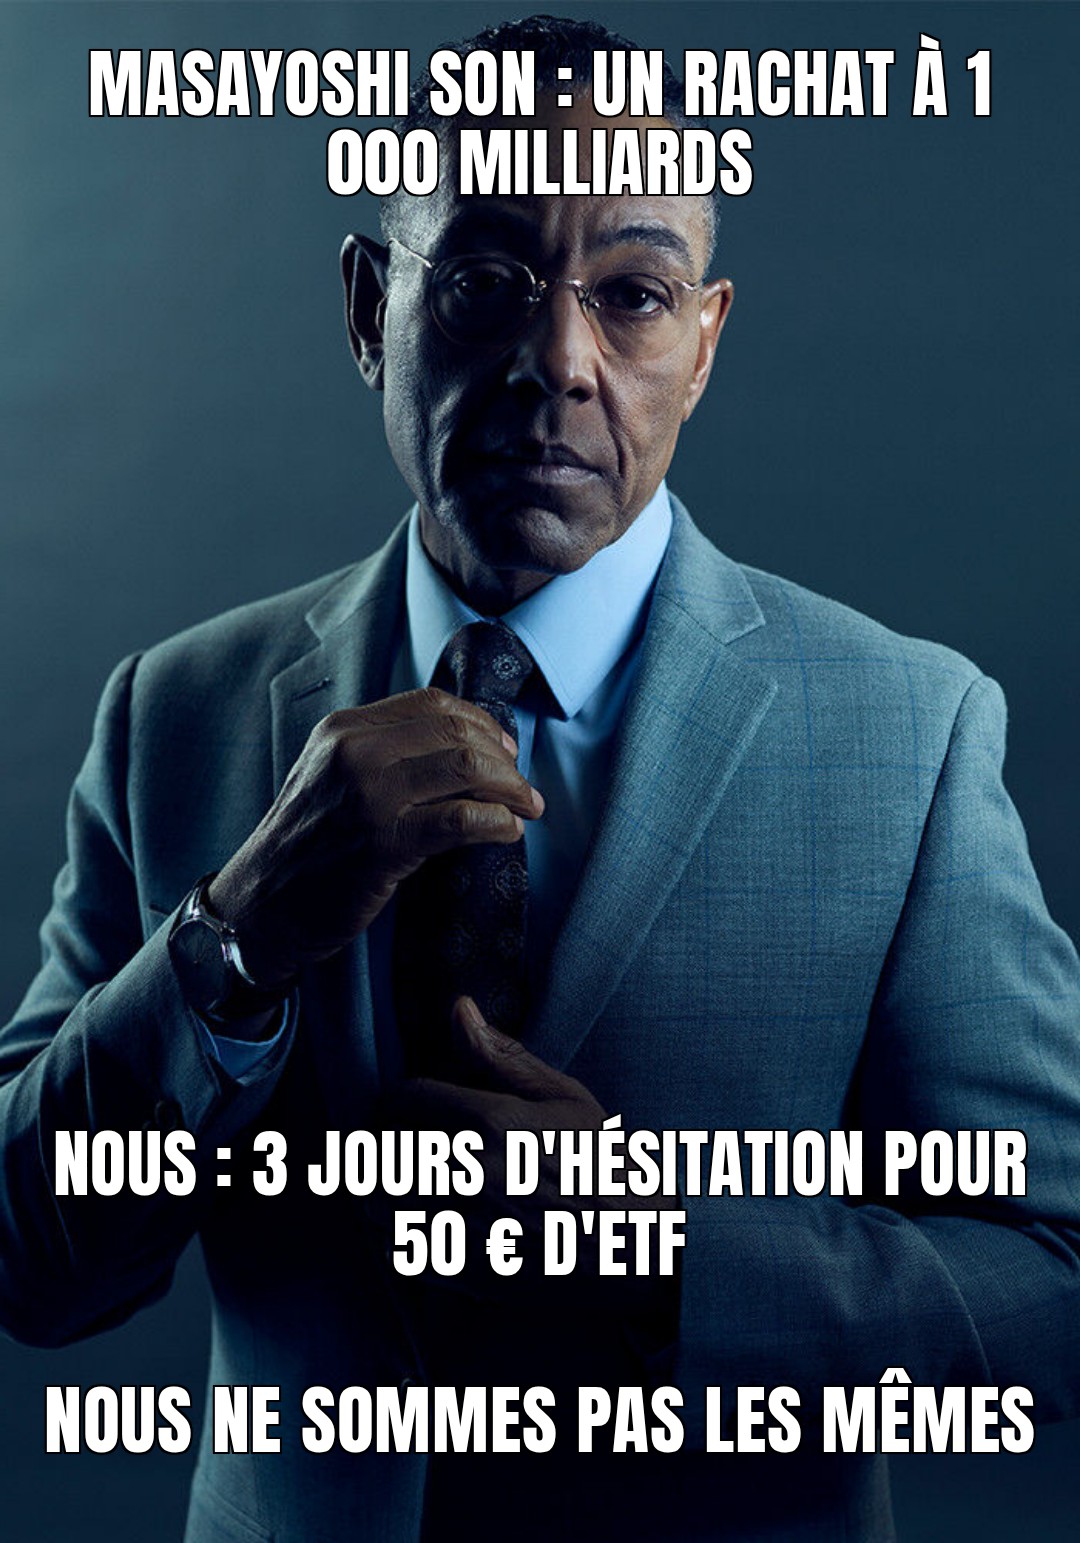 MASAYOSHI SON : UN RACHAT À 1
000 MILLIARDS
NOUS : 3 JOURS D'HÉSITATION POUR
50 € D'ETF
NOUS NE SOMMES PAS LES MÊMES